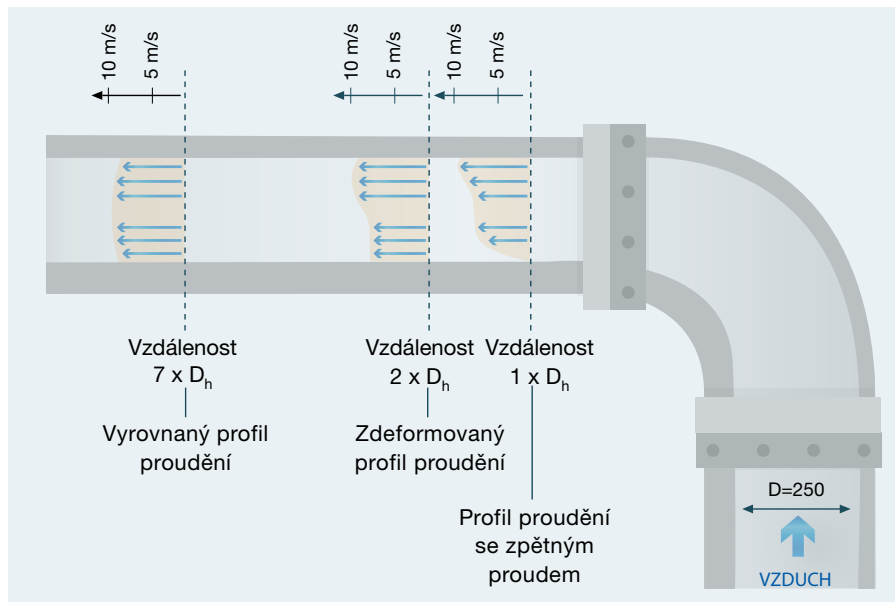 10 m/s
5 m/s
10 m/s
5 m/s
10 m/s
5 m/s
Vzdálenost
7 x Dh
Vyrovnaný profil
proudění
Vzdálenost
2 x Dh
Zdeformovaný
profil proudění
Vzdálenost
1 x Dh
Profil proudění
se zpětným
proudem
D=250
VZDUCH